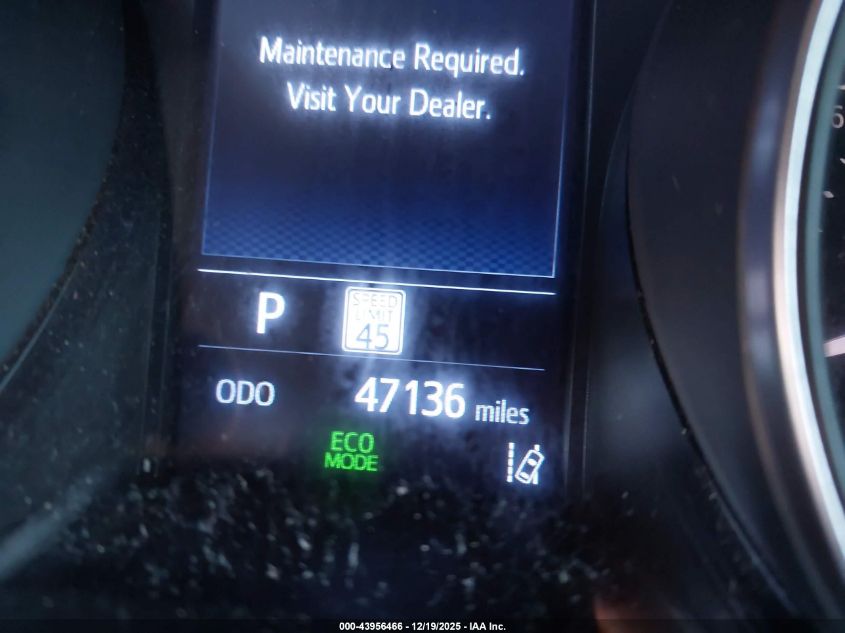 Maintenance Required.
Visit Your Dealer.
P
SPEED
LIMIT
45
ODO 47136 miles
ECO
MODE
000-43956466 - 12/19/2025 - IAA Inc.